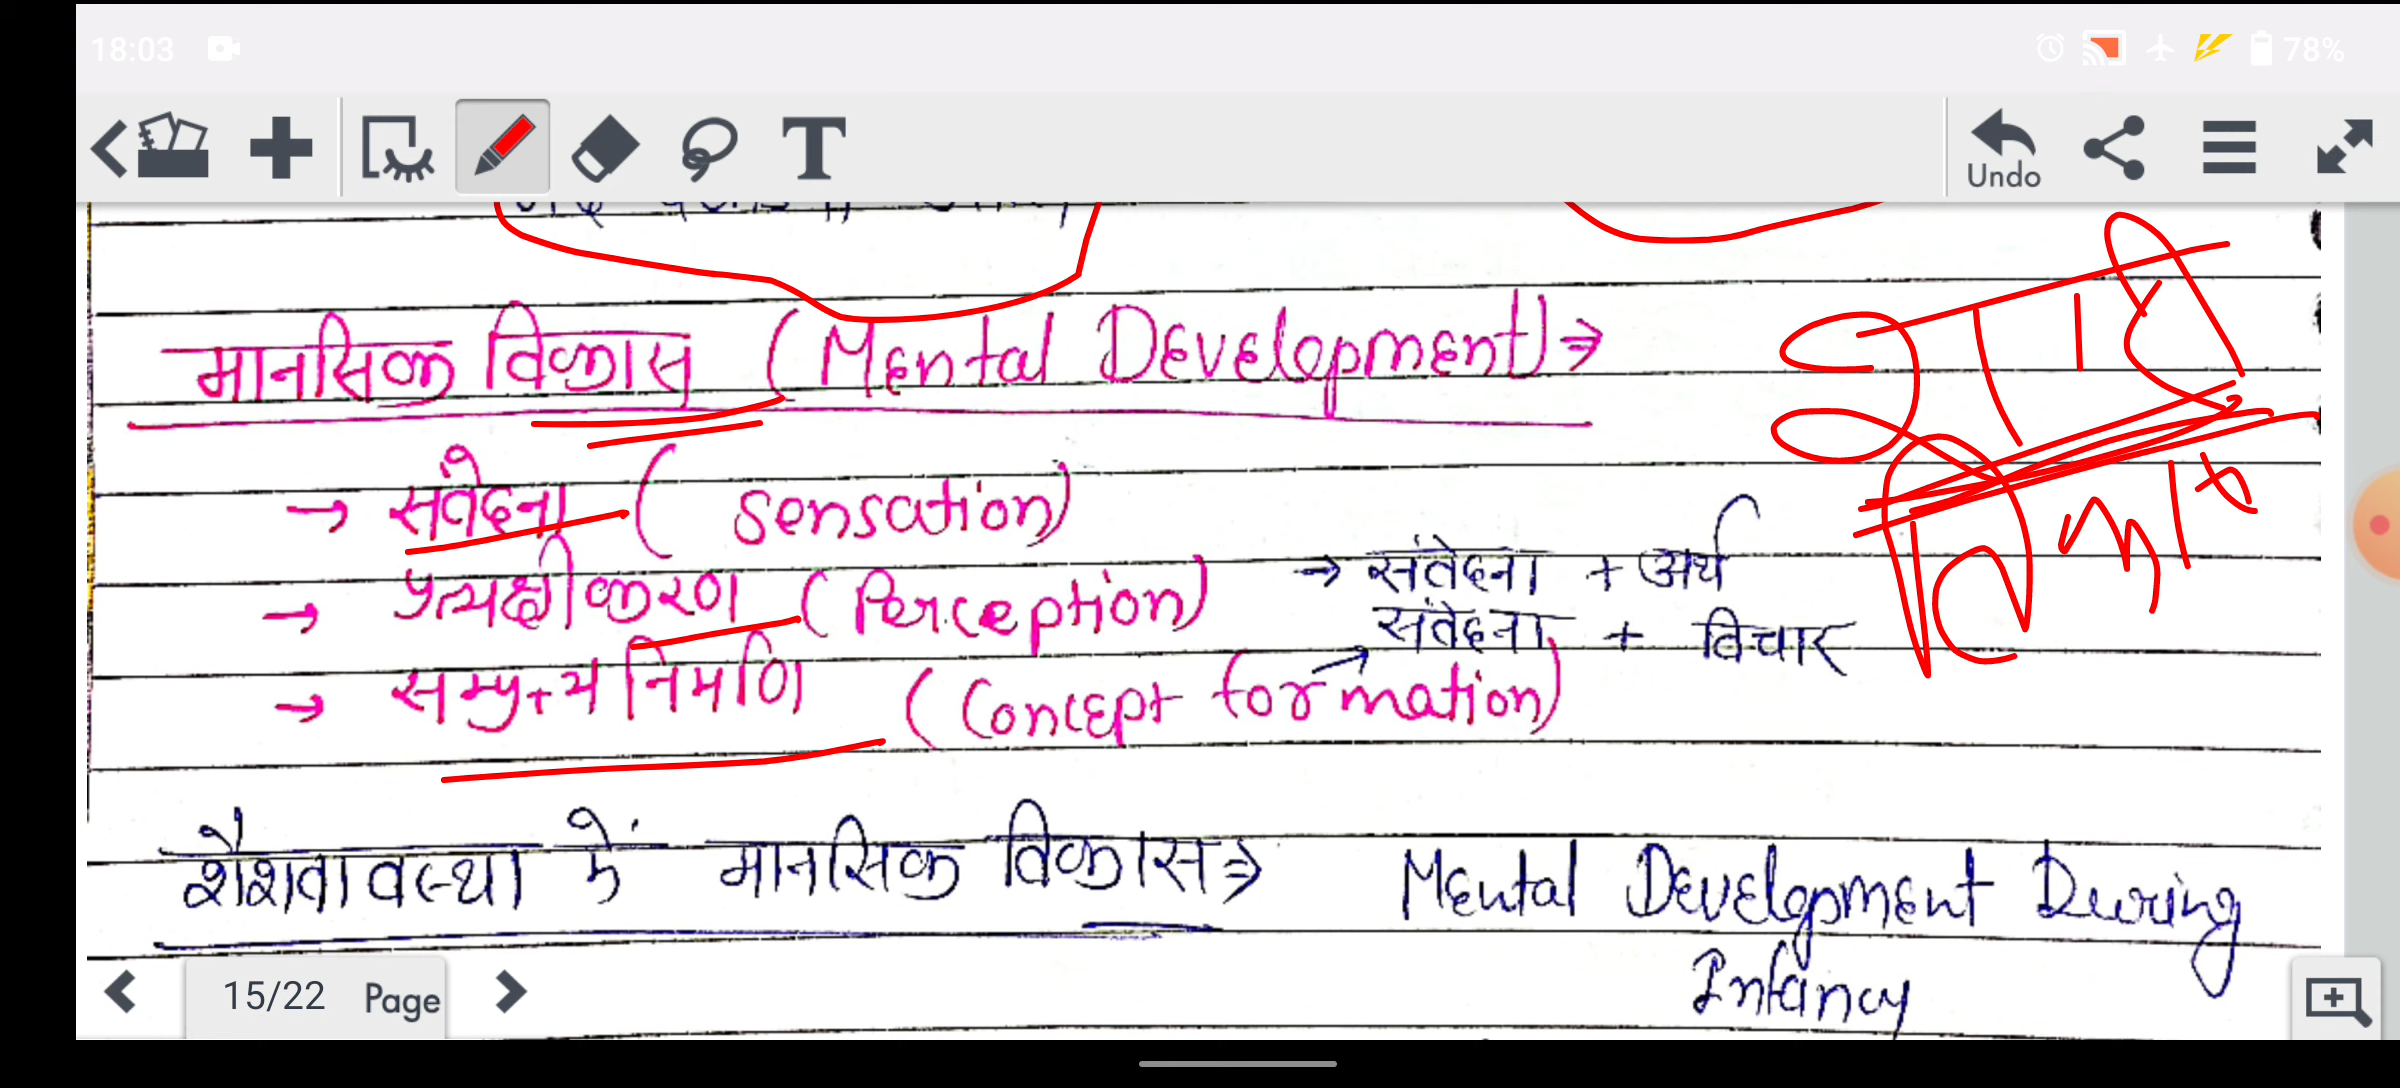 18:03 78%
Undo
मानसिक विकास (Mental Development) ⇒
→ संवेदना (Sensation)
→ प्रत्यक्षीकरण (Perception) → संवेदना + अर्थ
→ संवेदना + विचार
→ सम्प्रत्यय निर्माण (Concept formation)
शैशवावस्था में मानसिक विकास ⇒ Mental Development During
Infancy
15/22 Page